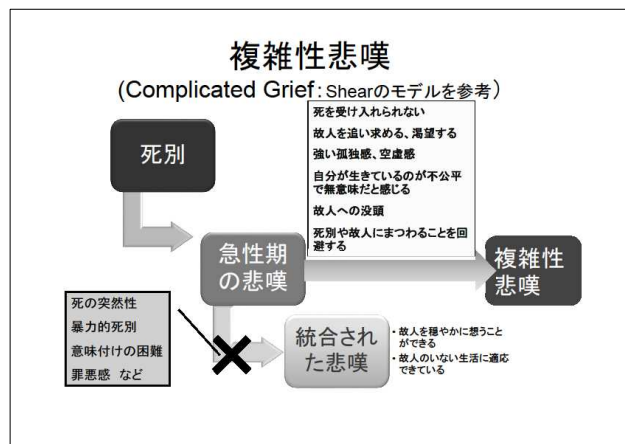 複雑性悲嘆
(Complicated Grief: Shearのモデルを参考)
死別
死を受け入れられない
故人を追い求める、渇望する
強い孤独感、空虚感
自分が生きているのが不公平
で無意味だと感じる
故人への没頭
死別や故人にまつわることを回
避する
急性期
の悲嘆
複雑性
悲嘆
死の突然性
暴力的死別
意味付けの困難
罪悪感 など
統合され
た悲嘆
・故人を穏やかに想うこと
ができる
・故人のいない生活に適応
できている